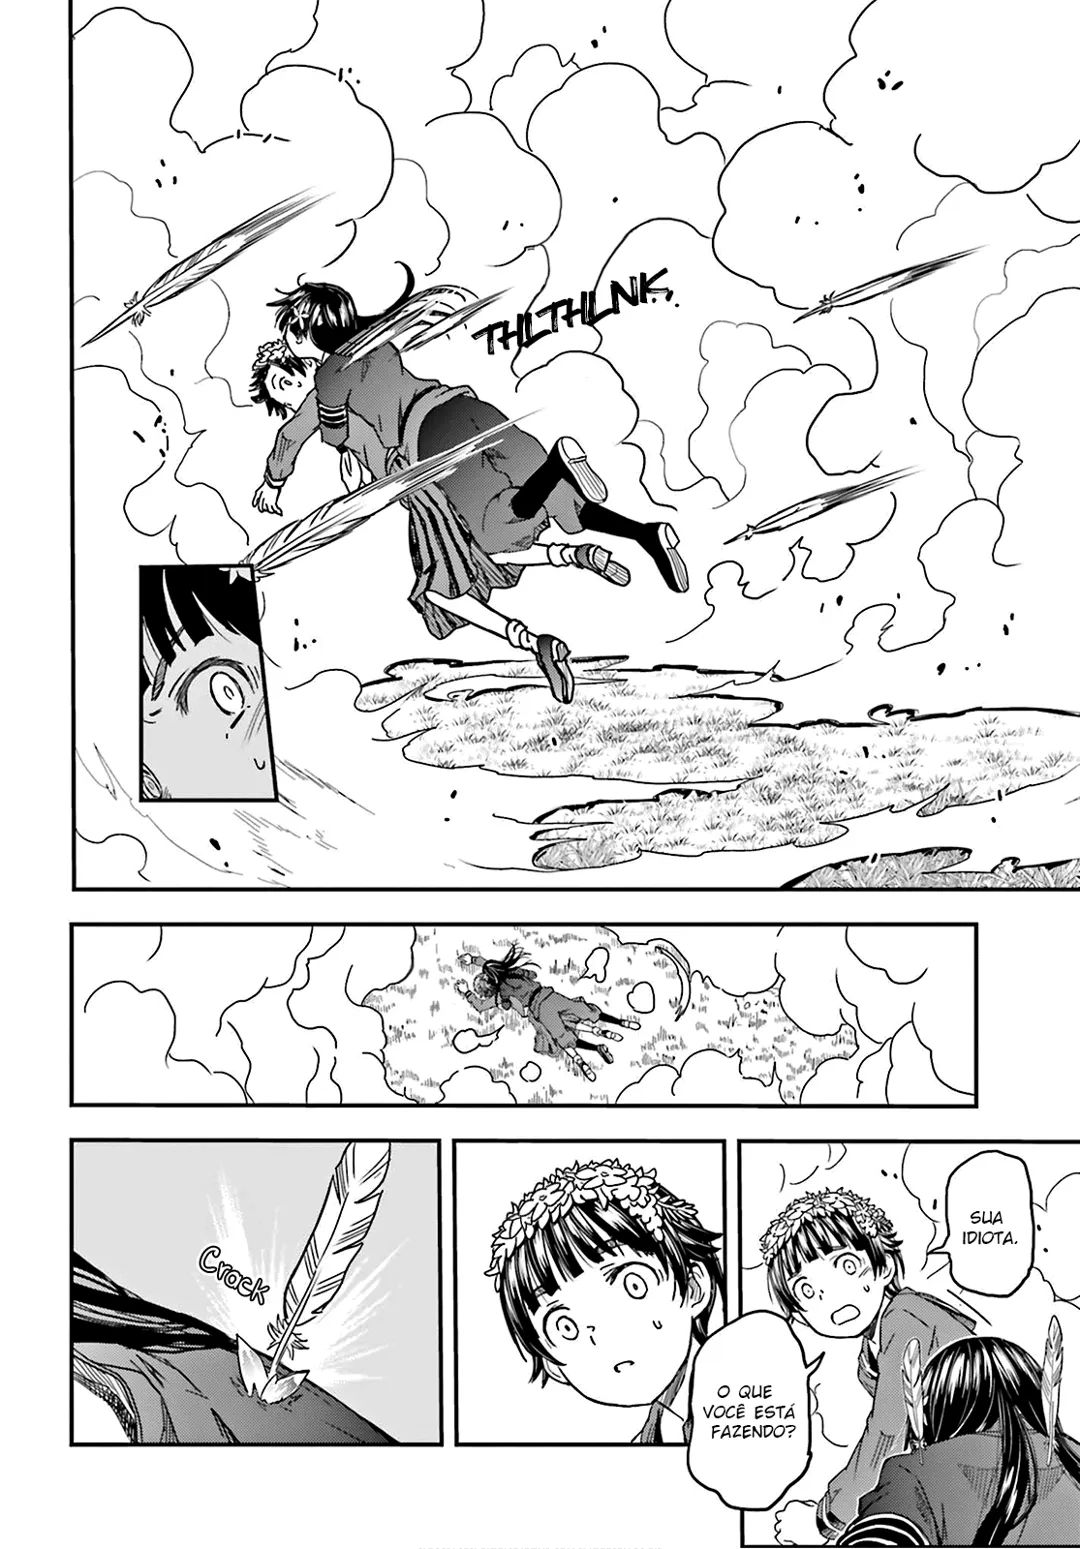 THLTHLNK.
SUA
IDIOTA.
O QUE
VOCÊ ESTÁ
FAZENDO?
Crack